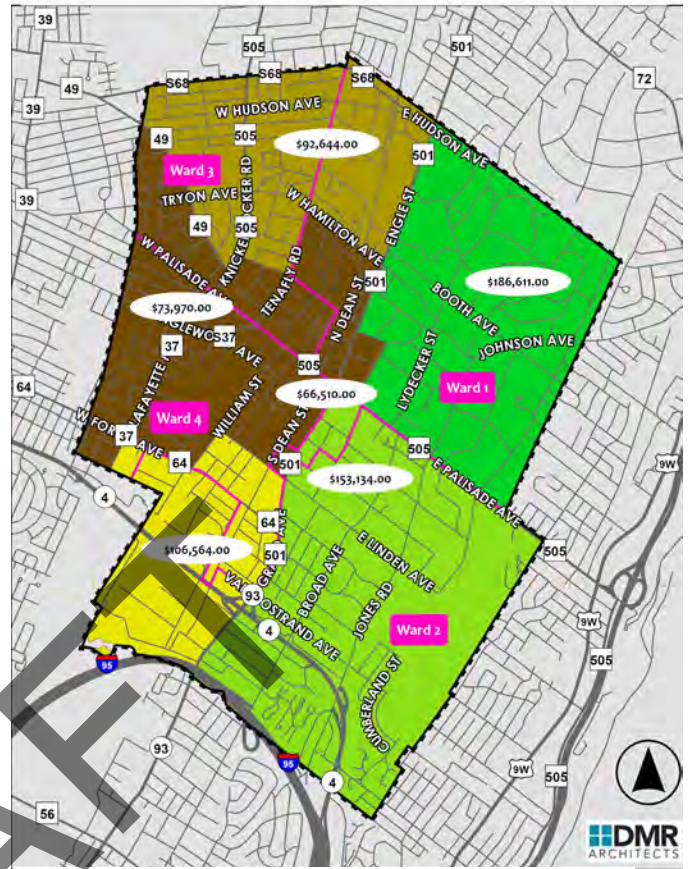 39
505
501
S68
S68
S68
72
49
39
W HUDSON AVE
E HUDSON AVE
505
49
$92,644.00
501
Ward 3
TRYON AVE
KNICKERBOCKER RD
W HAMILTON AVE
ENGLE ST
39
49
505
W PALISADE AVE
TENAFLY RD
N DEAN ST
501
$186,611.00
BOOTH AVE
$73,970.00
JOHNSON AVE
S37
37
505
LYDECKER ST
64
LAFAYETTE
WILLIAM ST
$66,510.00
Ward 1
Ward 4
S DEAN ST
W FOR AVE
37
505
E PALISADE AVE
64
501
9W
$153,134.00
4
64
E LINDEN AVE
$106,564.00
501
505
GRAND AVE
BROAD AVE
93
JONES RD
VAN NOSTRAND AVE
4
9W
Ward 2
95
505
CUMBERLAND ST
93
95
9W
4
505
56
DRAFT
DMR
ARCHITECTS